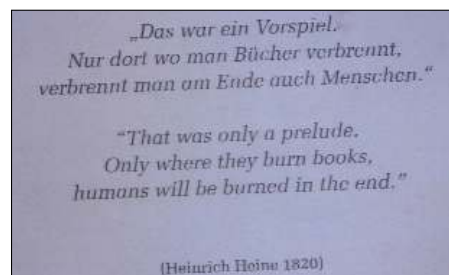 „Das war ein Vorspiel.
Nur dort wo man Bücher verbrennt,
verbrennt man am Ende auch Menschen.“
“That was only a prelude.
Only where they burn books,
humans will be burned in the end.”
(Heinrich Heine 1820)